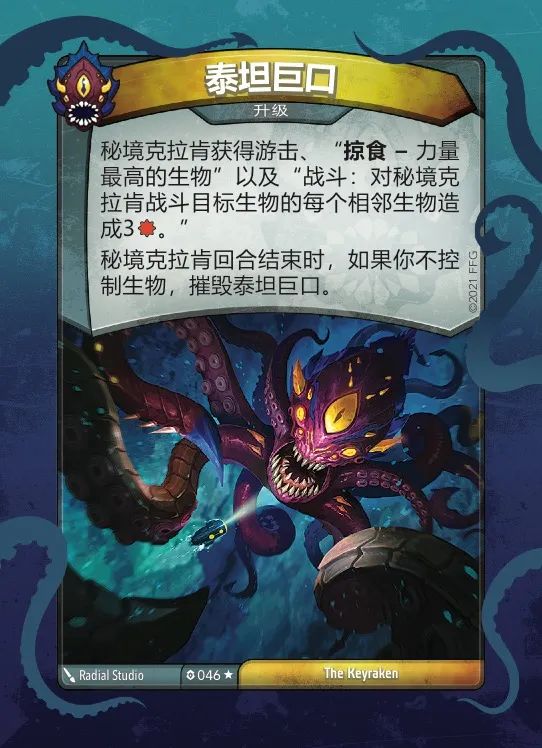 泰坦巨口
升级
秘境克拉肯获得游击、“掠食 – 力量
最高的生物”以及“战斗：对秘境克
拉肯战斗目标生物的每个相邻生物造
成3。”
秘境克拉肯回合结束时，如果你不控
制生物，摧毁泰坦巨口。
©2021 FFG
Radial Studio
046
The Keyraken